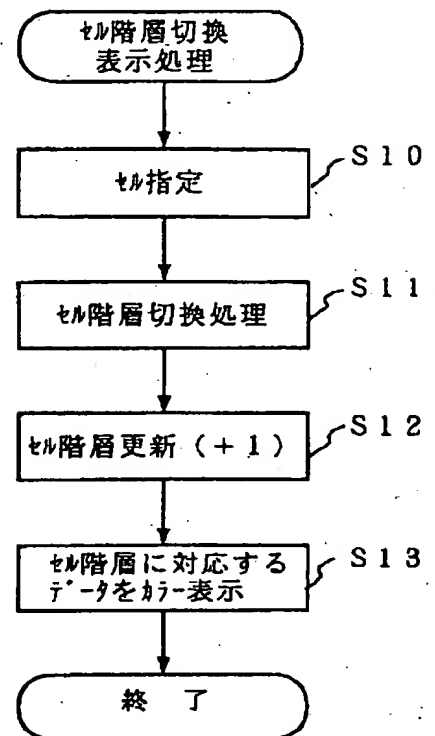 ｾﾙ階層切換
表示処理
ｾﾙ指定
S10
ｾﾙ階層切換処理
S11
ｾﾙ階層更新（＋１）
S12
ｾﾙ階層に対応する
ﾃﾞｰﾀをｶﾗｰ表示
S13
終 了